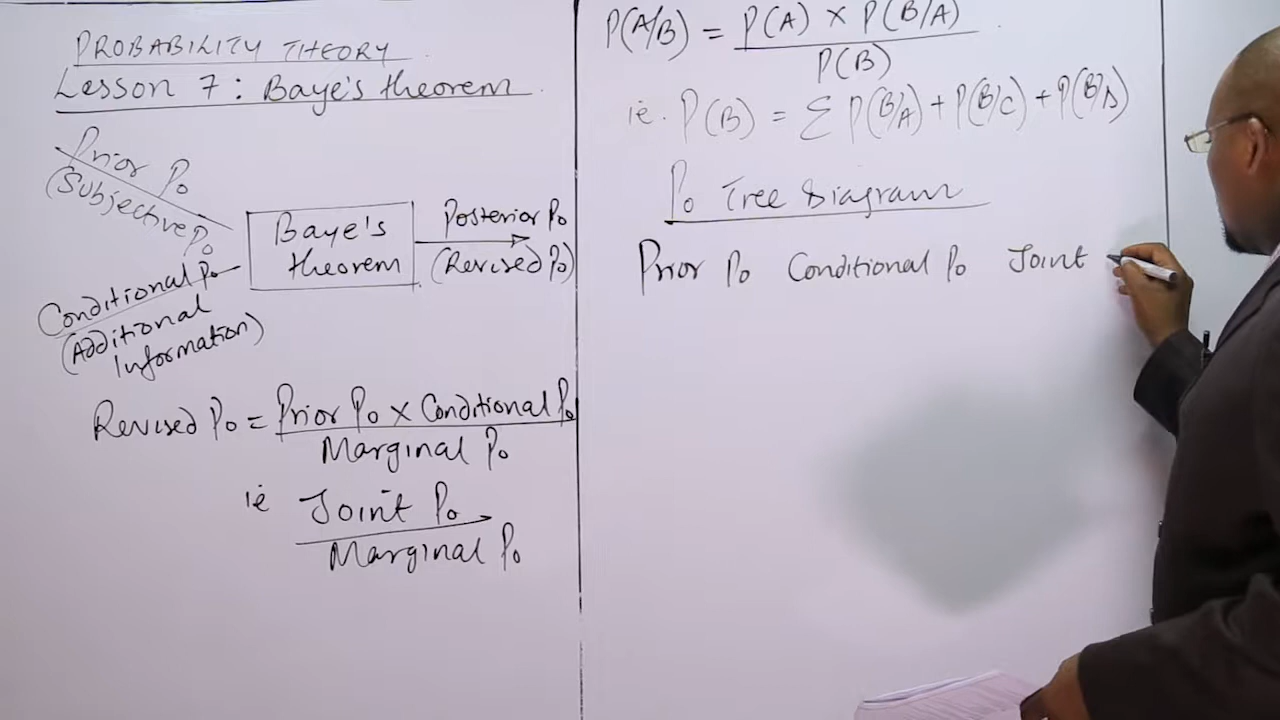 PROBABILITY THEORY
Lesson 7: Baye's theorem
Prior Po
(Subjective Po
Conditional Po
(Additional
Information)
Baye's
theorem
Posterior Po
(Revised Po)
Revised Po = Prior Po x Conditional Po
Marginal Po
ie Joint Po
Marginal Po
P(A/B) = P(A) x P(B/A)
P(B)
ie. P(B) = Σ P(B/A) + P(B/C) + P(B/D)
Po Tree Diagram
Prior Po Conditional Po Joint